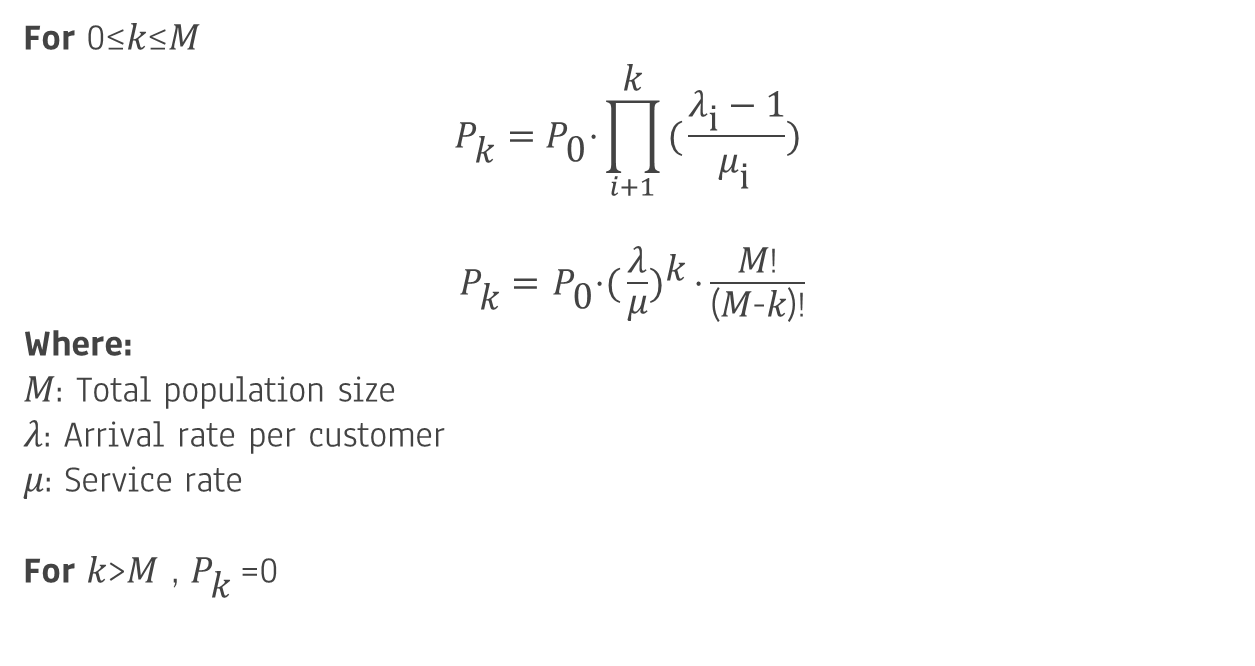 For 0≤k≤M
P_k = P_0 · ∏_{i+1}^{k} ((λ_i − 1)/μ_i)
P_k = P_0 · (λ/μ)^k · M!/(M-k)!
Where:
M: Total population size
λ: Arrival rate per customer
μ: Service rate
For k>M , P_k =0